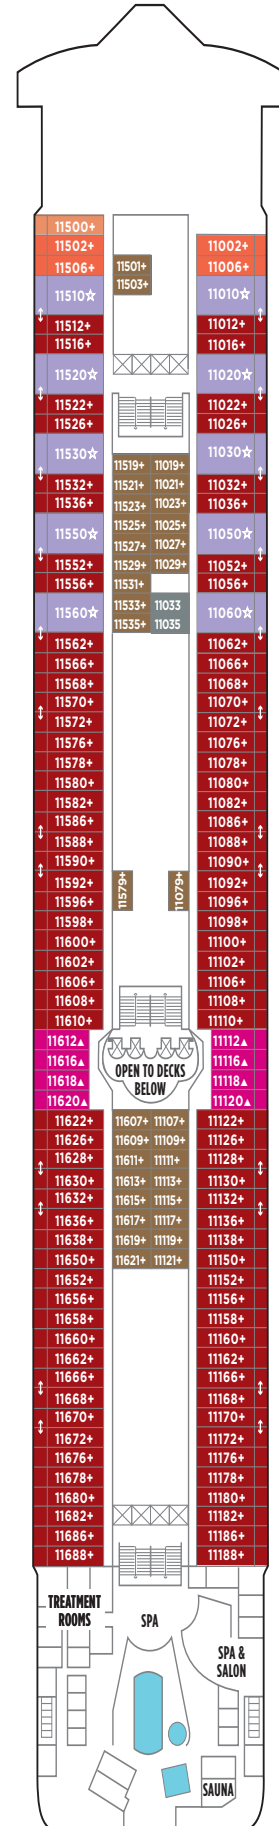 11500+
11502+ 11002+
11506+ 11501+ 11006+
11503+
11510☆ 11010☆
11512+ 11012+
11516+ 11016+
11520☆ 11020☆
11522+ 11022+
11526+ 11026+
11530☆ 11030☆
11519+ 11019+
11532+ 11521+ 11021+ 11032+
11536+ 11523+ 11023+ 11036+
11550☆ 11525+ 11025+ 11050☆
11527+ 11027+
11552+ 11529+ 11029+ 11052+
11556+ 11531+ 11056+
11560☆ 11533+ 11033 11060☆
11535+ 11035
11562+ 11062+
11566+ 11066+
11568+ 11068+
11570+ 11070+
11572+ 11072+
11576+ 11076+
11578+ 11078+
11580+ 11080+
11582+ 11082+
11586+ 11086+
11588+ 11088+
11590+ 11090+
11592+ 11579+ 11079+ 11092+
11596+ 11096+
11598+ 11098+
11600+ 11100+
11602+ 11102+
11606+ 11106+
11608+ 11108+
11610+ 11110+
11612▲ 11112▲
11616▲ 11116▲
OPEN TO DECKS
BELOW
11618▲ 11118▲
11620▲ 11120▲
11622+ 11607+ 11107+ 11122+
11626+ 11609+ 11109+ 11126+
11628+ 11611+ 11111+ 11128+
11630+ 11613+ 11113+ 11130+
11632+ 11615+ 11115+ 11132+
11636+ 11617+ 11117+ 11136+
11638+ 11619+ 11119+ 11138+
11650+ 11621+ 11121+ 11150+
11652+ 11152+
11656+ 11156+
11658+ 11158+
11660+ 11160+
11662+ 11162+
11666+ 11166+
11668+ 11168+
11670+ 11170+
11672+ 11172+
11676+ 11176+
11678+ 11178+
11680+ 11180+
11682+ 11182+
11686+ 11186+
11688+ 11188+
TREATMENT
ROOMS
SPA
SPA &
SALON
SAUNA